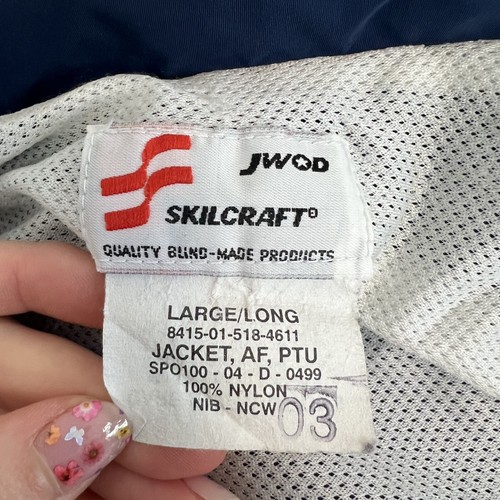 JWOD
SKILCRAFT®
QUALITY BLIND-MADE PRODUCTS
LARGE/LONG
8415-01-518-4611
JACKET, AF, PTU
SPO100 - 04 - D - 0499
100% NYLON
NIB - NCW 03